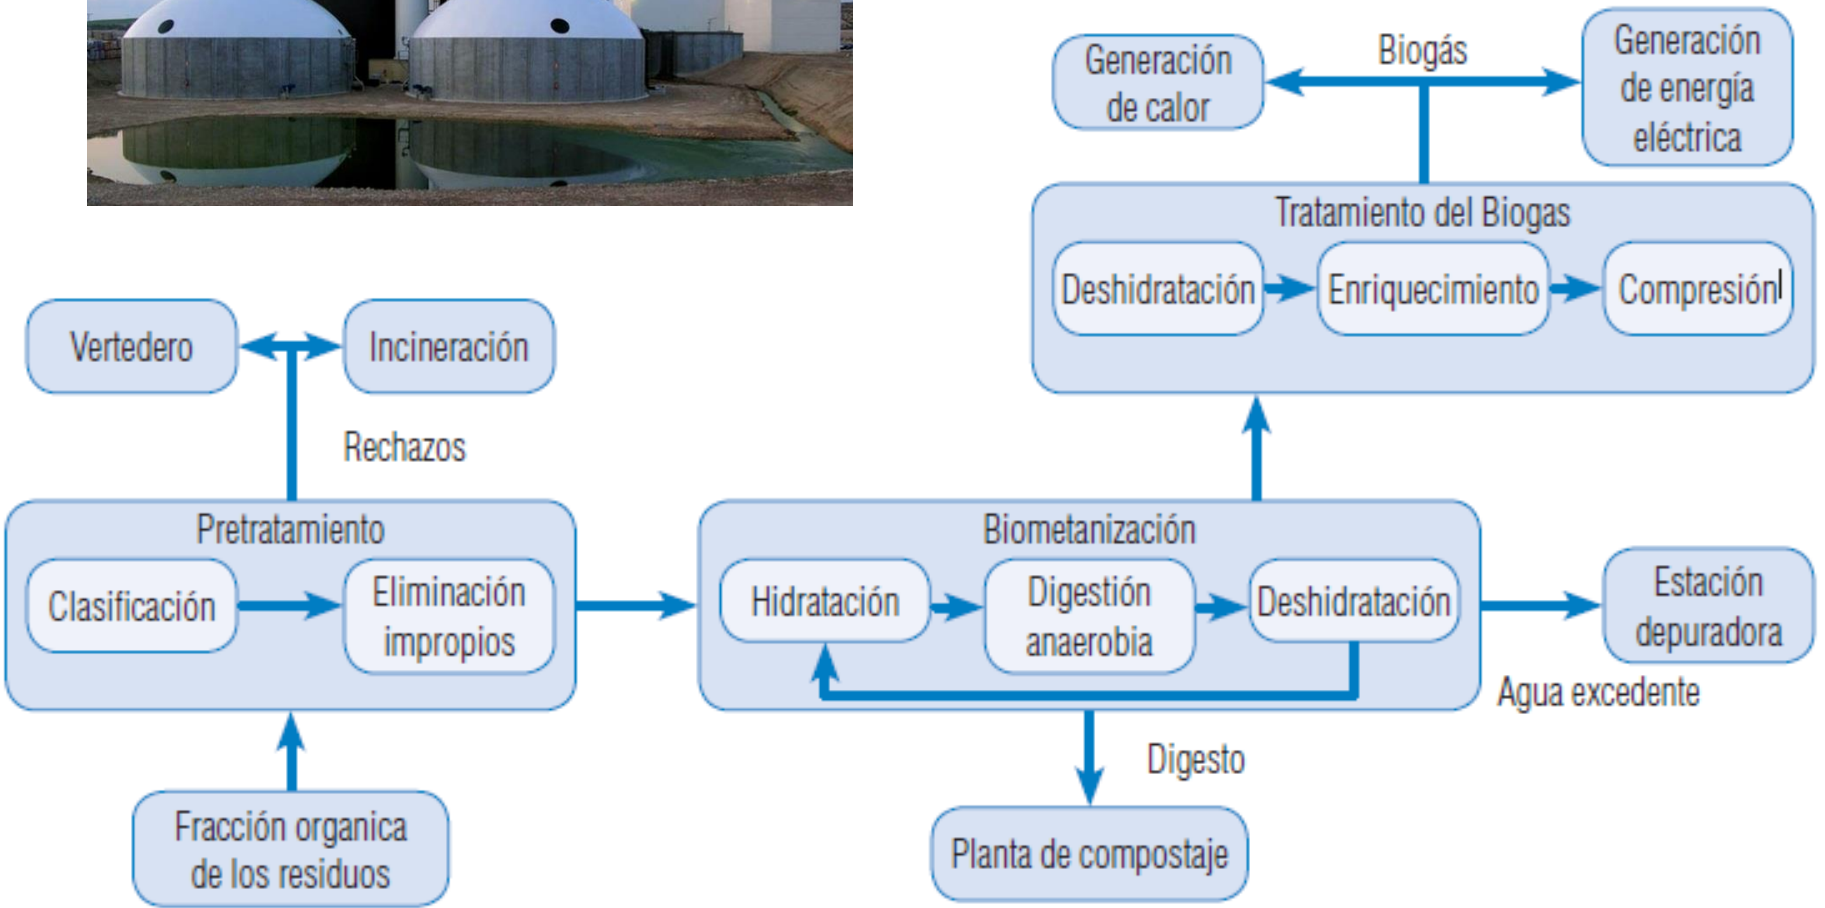 Biogás
Generación
de calor
Generación
de energía
eléctrica
Tratamiento del Biogas
Deshidratación
Enriquecimiento
Compresión
Vertedero
Incineración
Rechazos
Pretratamiento
Clasificación
Eliminación
impropios
Biometanización
Hidratación
Digestión
anaerobia
Deshidratación
Estación
depuradora
Agua excedente
Digesto
Fracción organica
de los residuos
Planta de compostaje